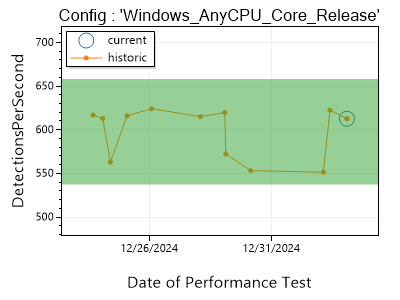 Config : 'Windows_AnyCPU_Core_Release'
current
historic
700
650
600
550
500
DetectionsPerSecond
12/26/2024
12/31/2024
Date of Performance Test